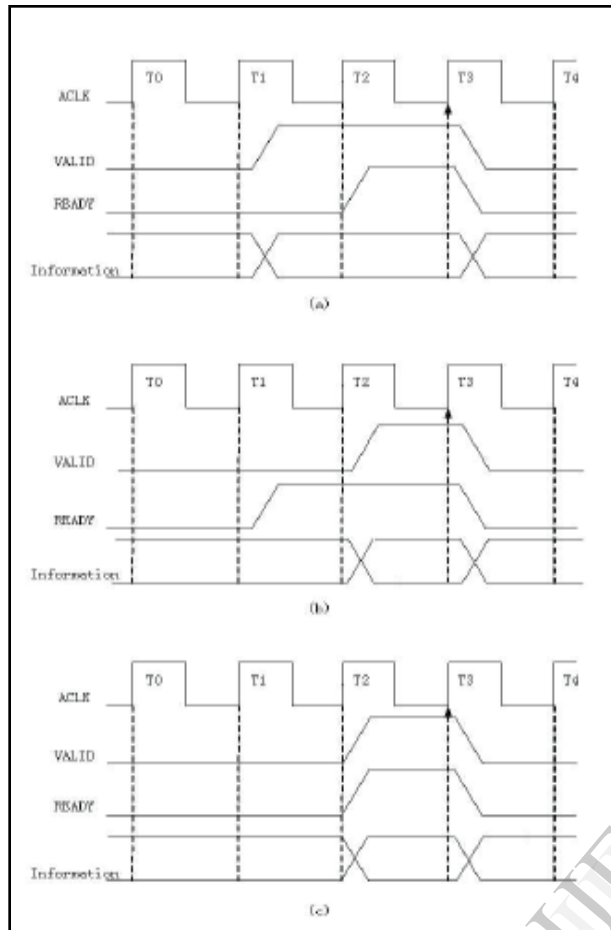 T0 T1 T2 T3 T4
ACLK
VALID
READY
Information
(a)
T0 T1 T2 T3 T4
ACLK
VALID
READY
Information
(b)
T0 T1 T2 T3 T4
ACLK
VALID
READY
Information
(c)